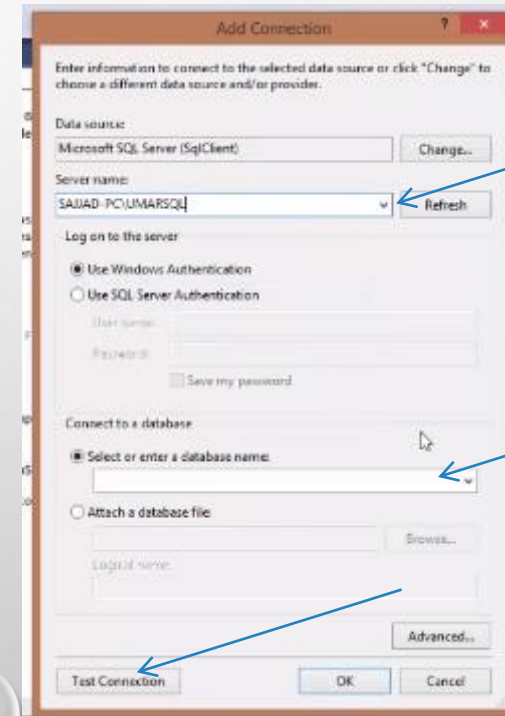 Add Connection
?
Enter information to connect to the selected data source or click "Change" to
choose a different data source and/or provider.
Data source:
Microsoft SQL Server (SqlClient)
Change...
Server name:
SAJJAD-PC\UMARSQL
Refresh
Log on to the server
Use Windows Authentication
Use SQL Server Authentication
User name:
Password:
Save my password
Connect to a database
Select or enter a database name:
Attach a database file:
Browse...
Logical name:
Advanced...
Test Connection
OK
Cancel